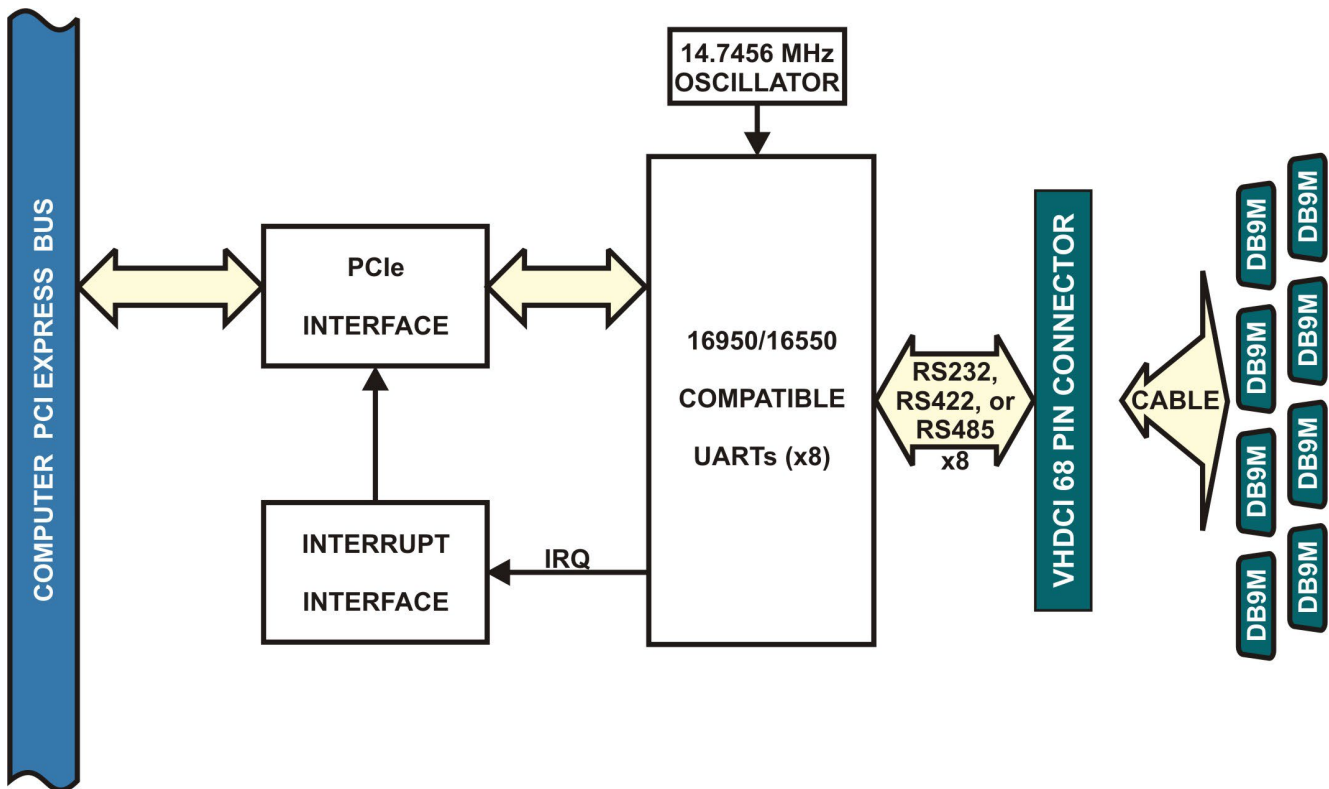 COMPUTER PCI EXPRESS BUS
PCIe
INTERFACE
INTERRUPT
INTERFACE
IRQ
14.7456 MHz
OSCILLATOR
16950/16550
COMPATIBLE
UARTs (x8)
RS232,
RS422, or
RS485
x8
VHDCI 68 PIN CONNECTOR
CABLE
DB9M
DB9M
DB9M
DB9M
DB9M
DB9M
DB9M
DB9M